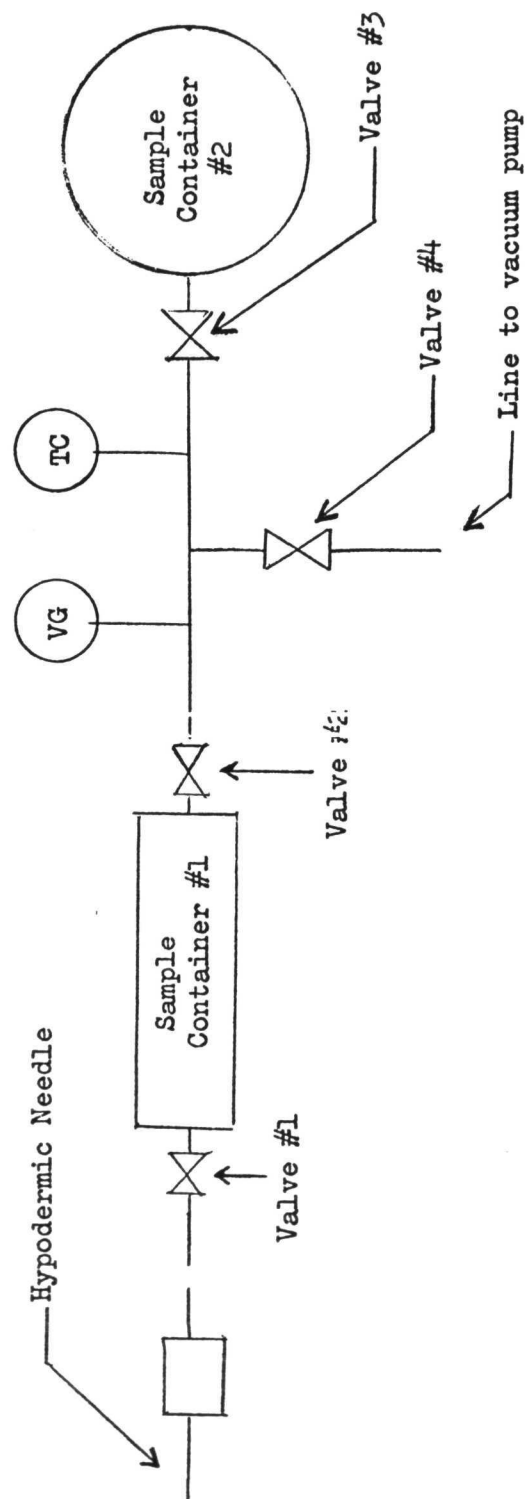 Hypodermic Needle
Valve #1
Sample
Container #1
Valve #2
VG
TC
Valve #4
Line to vacuum pump
Valve #3
Sample
Container
#2